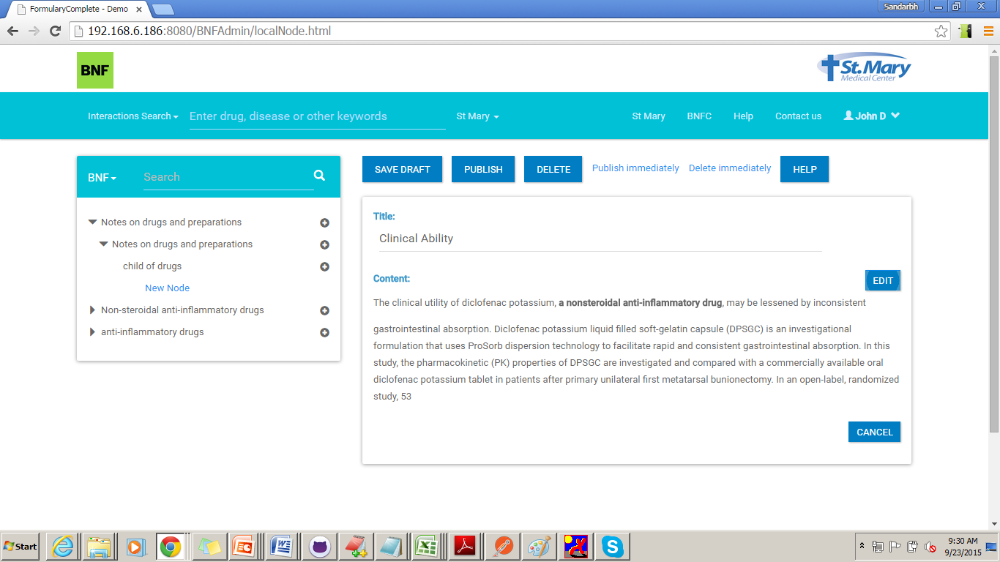 FormularyComplete - Demo
Sandarbh
192.168.6.186:8080/BNFAdmin/localNode.html
BNF
St.Mary
Medical Center
Interactions Search
Enter drug, disease or other keywords
St Mary
St Mary
BNFC
Help
Contact us
John D
BNF
Search
Notes on drugs and preparations
Notes on drugs and preparations
child of drugs
New Node
Non-steroidal anti-inflammatory drugs
anti-inflammatory drugs
SAVE DRAFT
PUBLISH
DELETE
Publish immediately
Delete immediately
HELP
Title:
Clinical Ability
Content:
EDIT
The clinical utility of diclofenac potassium, a nonsteroidal anti-inflammatory drug, may be lessened by inconsistent
gastrointestinal absorption. Diclofenac potassium liquid filled soft-gelatin capsule (DPSGC) is an investigational
formulation that uses ProSorb dispersion technology to facilitate rapid and consistent gastrointestinal absorption. In this
study, the pharmacokinetic (PK) properties of DPSGC are investigated and compared with a commercially available oral
diclofenac potassium tablet in patients after primary unilateral first metatarsal bunionectomy. In an open-label, randomized
study, 53
CANCEL
Start
9:30 AM
9/23/2015